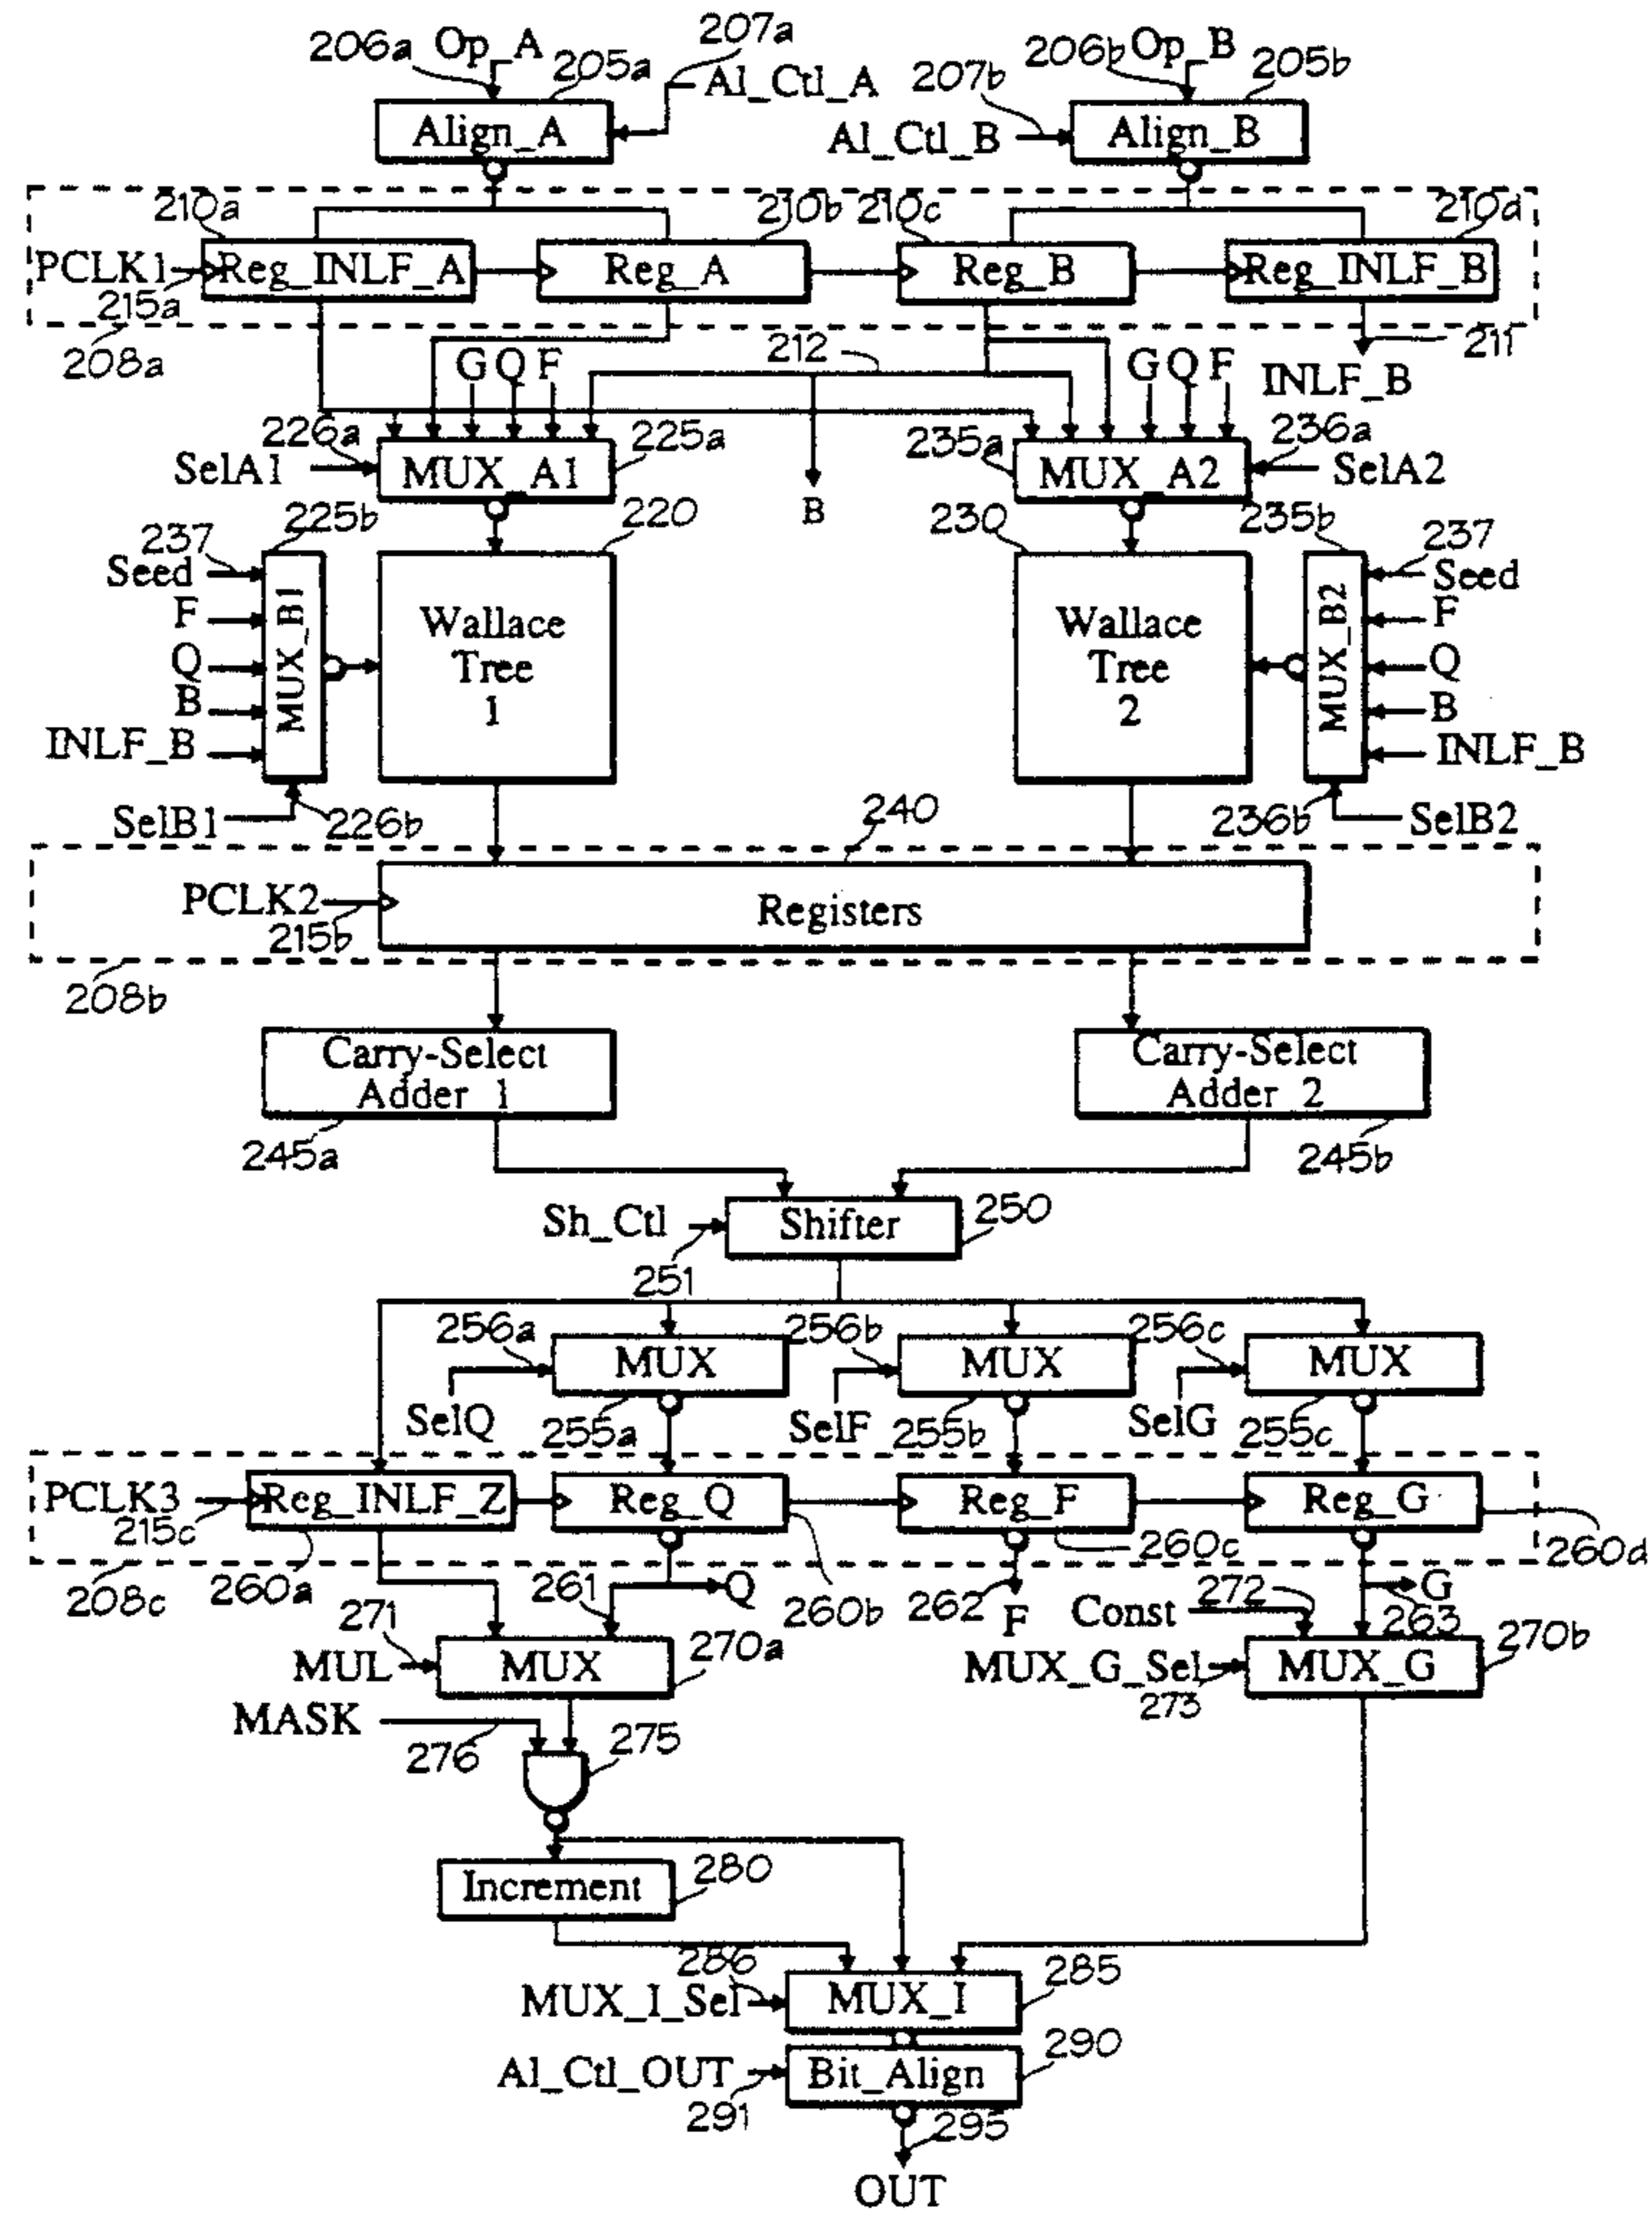 206a Op_A 207a 206b Op_B
205a Al_Ctl_A 207b 205b
Align_A Al_Ctl_B Align_B
210a 210b 210c 210d
PCLK1 Reg_INLF_A Reg_A Reg_B Reg_INLF_B
215a
208a G Q F 212 G Q F 211
INLF_B
226a 225a 235a 236a
SelA1 MUX_A1 MUX_A2 SelA2
B
225b 220 230 235b
237 237
Seed Seed
F F
Q Q
B B
INLF_B INLF_B
MUX_B1 MUX_B2
Wallace Wallace
Tree Tree
1 2
SelB1 226b 236b SelB2
240
PCLK2 Registers
215b
208b
Carry-Select Carry-Select
Adder 1 Adder 2
245a 245b
Sh_Ctl Shifter 250
251
256a 256b 256c
MUX MUX MUX
SelQ 255a SelF 255b SelG 255c
PCLK3 Reg_INLF_Z Reg_Q Reg_F Reg_G
215c
208c 260a 260b 260c 260d
271 261 Q 262 F Const 272 G 263
MUL MUX 270a MUX_G_Sel MUX_G 270b
273
MASK 276 275
Increment 280
286 285
MUX_I_Sel MUX_I
290
Al_Ctl_OUT Bit_Align
291 295
OUT